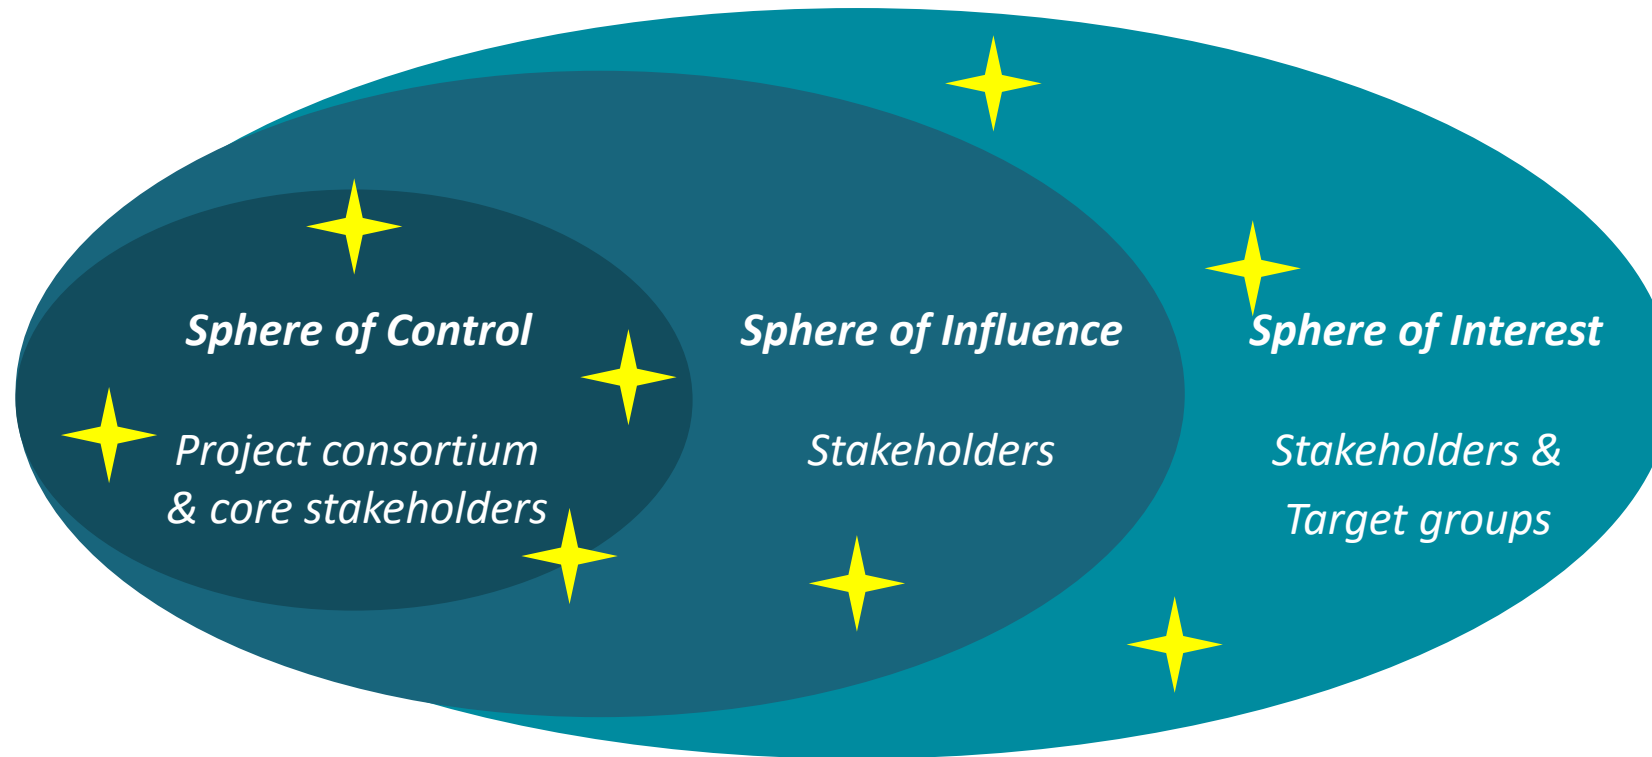 Sphere of Control
Project consortium
& core stakeholders
Sphere of Influence
Stakeholders
Sphere of Interest
Stakeholders &
Target groups